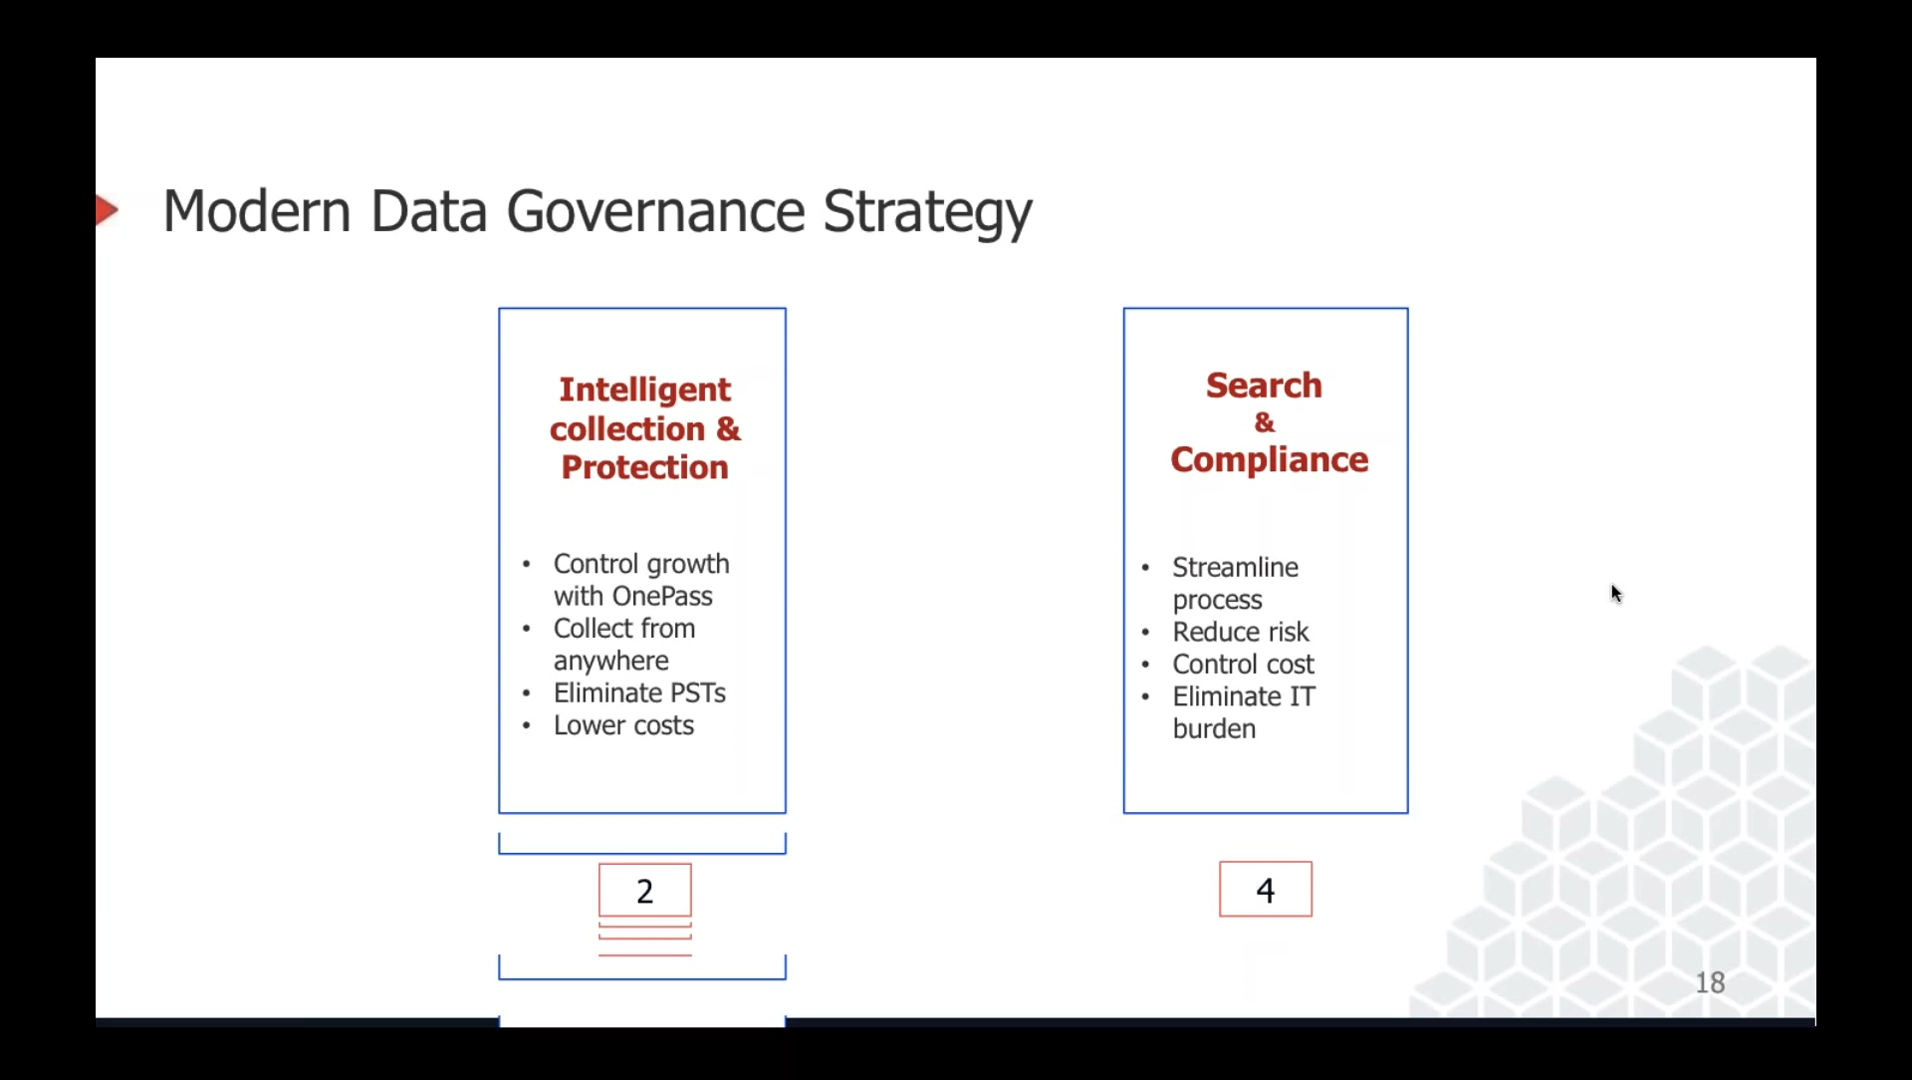 Modern Data Governance Strategy
Intelligent
collection &
Protection
• Control growth
with OnePass
• Collect from
anywhere
• Eliminate PSTs
• Lower costs
2
Search
&
Compliance
• Streamline
process
• Reduce risk
• Control cost
• Eliminate IT
burden
4
18